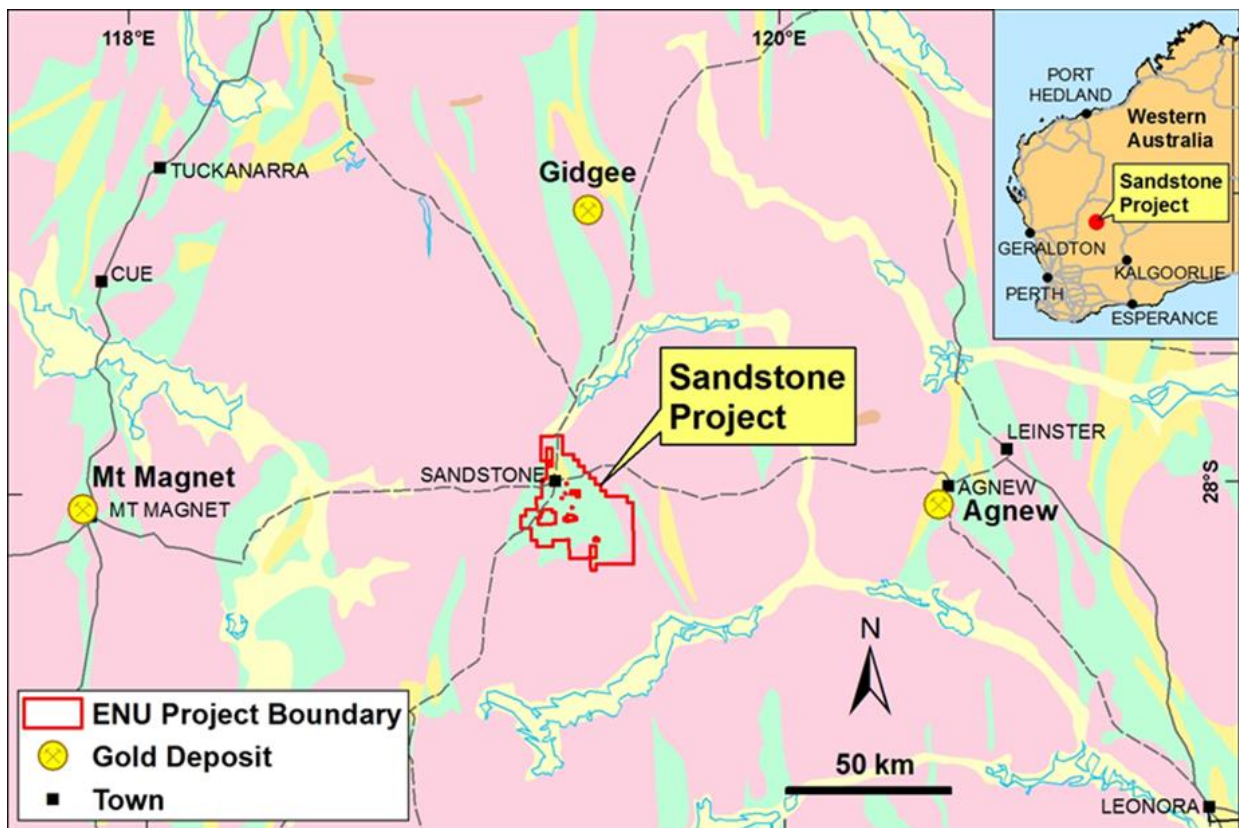 118°E
120°E
TUCKANARRA
Gidgee
CUE
Sandstone
Project
SANDSTONE
Mt Magnet
MT MAGNET
LEINSTER
AGNEW
Agnew
28°S
LEONORA
N
50 km
ENU Project Boundary
Gold Deposit
Town
PORT
HEDLAND
Western
Australia
Sandstone
Project
GERALDTON
KALGOORLIE
PERTH
ESPERANCE